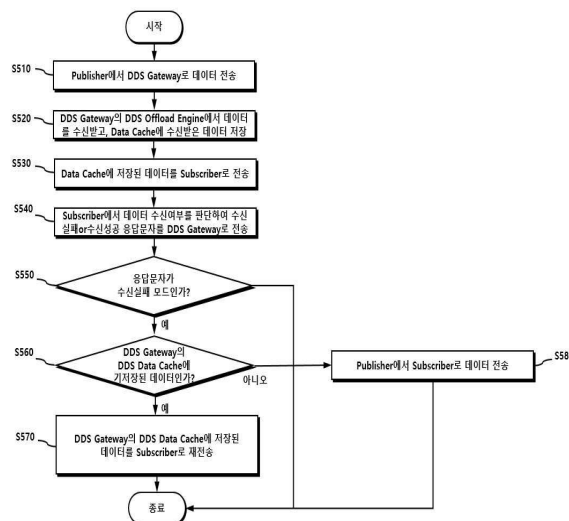 시작
S510
Publisher에서 DDS Gateway로 데이터 전송
S520
DDS Gateway의 DDS Offload Engine에서 데이터
를 수신받고, Data Cache에 수신받은 데이터 저장
S530
Data Cache에 저장된 데이터를 Subscriber로 전송
S540
Subscriber에서 데이터 수신여부를 판단하여 수신
실패or수신성공 응답문자를 DDS Gateway로 전송
S550
응답문자가
수신실패 모드인가?
예
S560
DDS Gateway의
DDS Data Cache에
기저장된 데이터인가?
아니오
Publisher에서 Subscriber로 데이터 전송
S58
예
S570
DDS Gateway의 DDS Data Cache에 저장된
데이터를 Subscriber로 재전송
종료